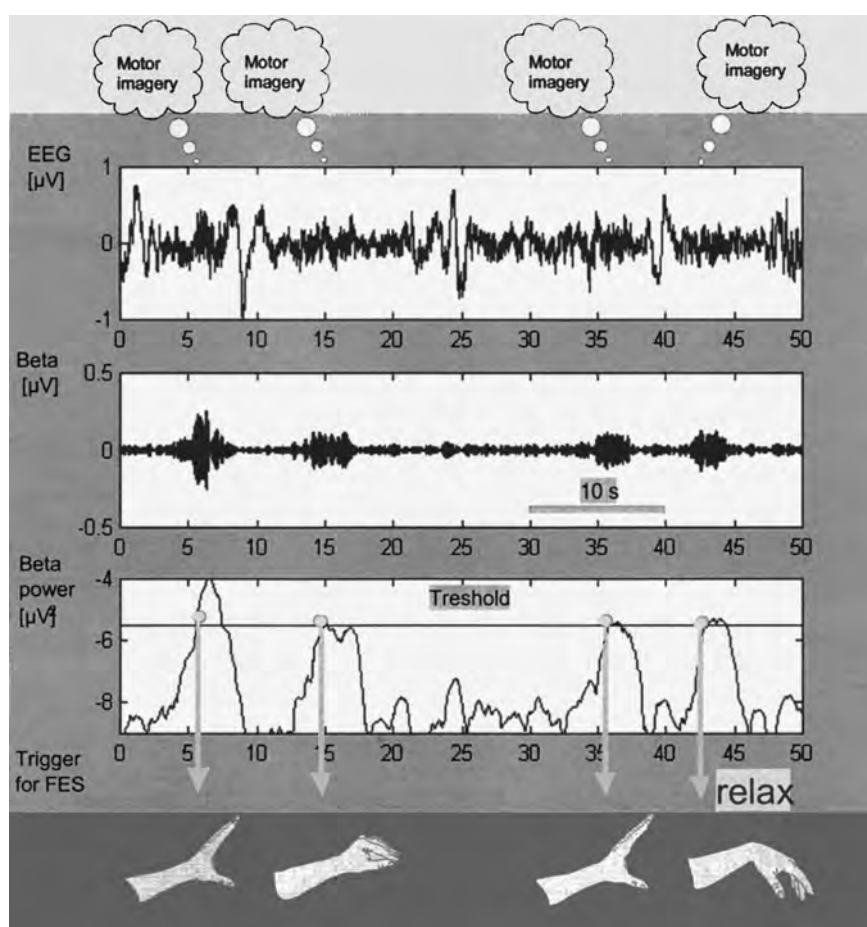 Motor
imagery
Motor
imagery
Motor
imagery
Motor
imagery
EEG
[µV]
1
0
-1
0 5 10 15 20 25 30 35 40 45 50
Beta
[µV]
0.5
0
-0.5
10 s
0 5 10 15 20 25 30 35 40 45 50
Beta
power
[µV²]
-4
-6
-8
Treshold
0 5 10 15 20 25 30 35 40 45 50
Trigger
for FES
relax